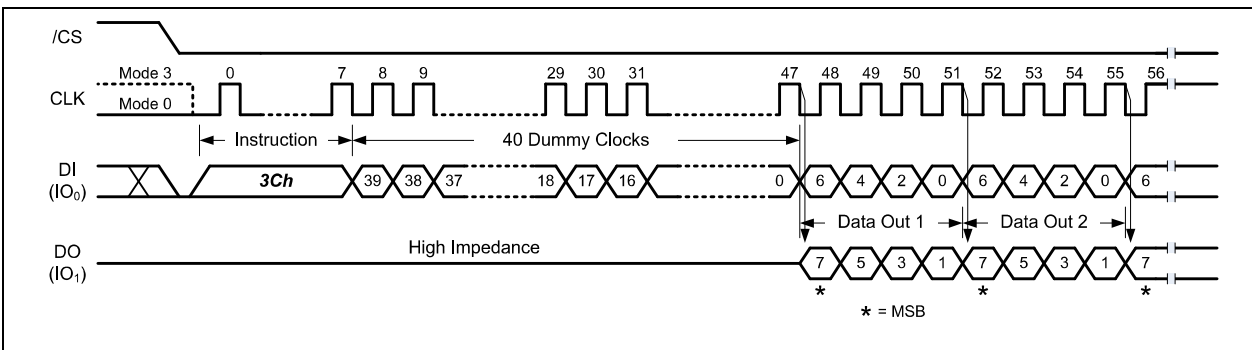 /CS
Mode 3 0 7 8 9 29 30 31 47 48 49 50 51 52 53 54 55 56
CLK
Mode 0
Instruction 40 Dummy Clocks
DI
(IO₀)
3Ch 39 38 37 18 17 16 0 6 4 2 0 6 4 2 0 6
Data Out 1 Data Out 2
High Impedance
DO
(IO₁)
7 5 3 1 7 5 3 1 7
* * *
* = MSB